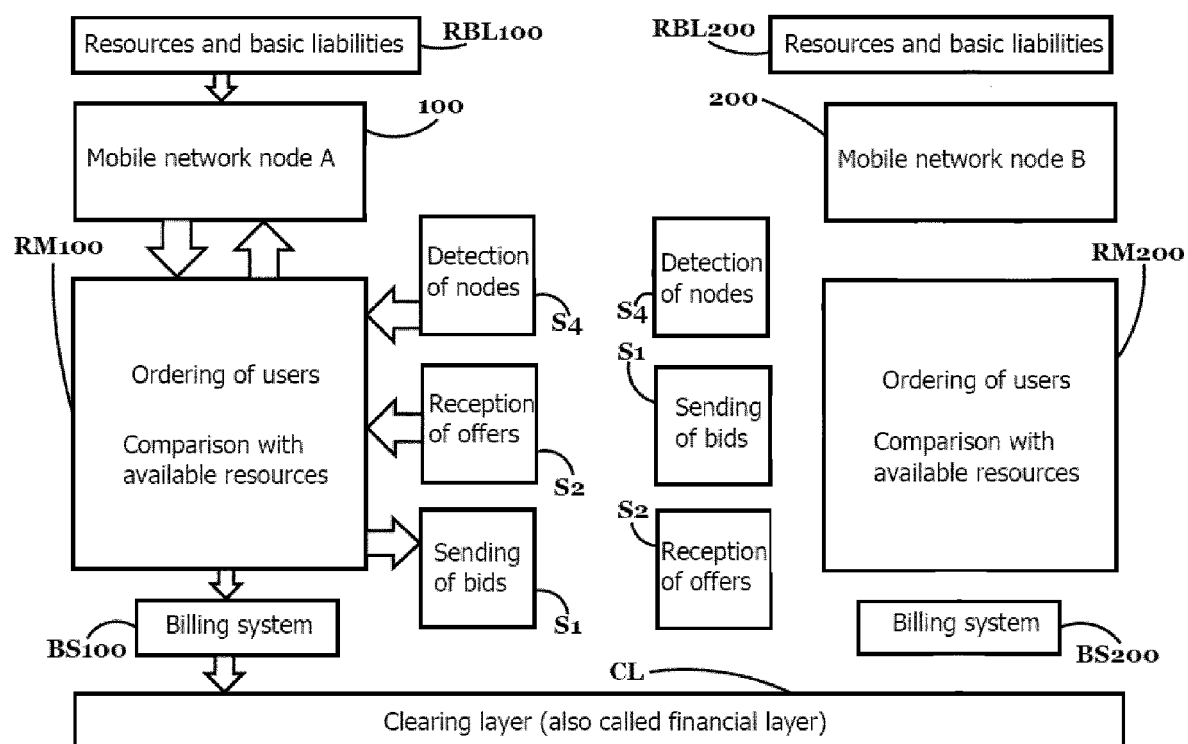 Resources and basic liabilities
RBL100
RBL200
Resources and basic liabilities
100
200
Mobile network node A
Mobile network node B
RM100
RM200
Detection
of nodes
S4
Detection
of nodes
S4
S1
Ordering of users
Comparison with
available resources
Reception
of offers
S2
Sending
of bids
Ordering of users
Comparison with
available resources
S2
Sending
of bids
S1
Reception
of offers
Billing system
BS100
Billing system
BS200
CL
Clearing layer (also called financial layer)